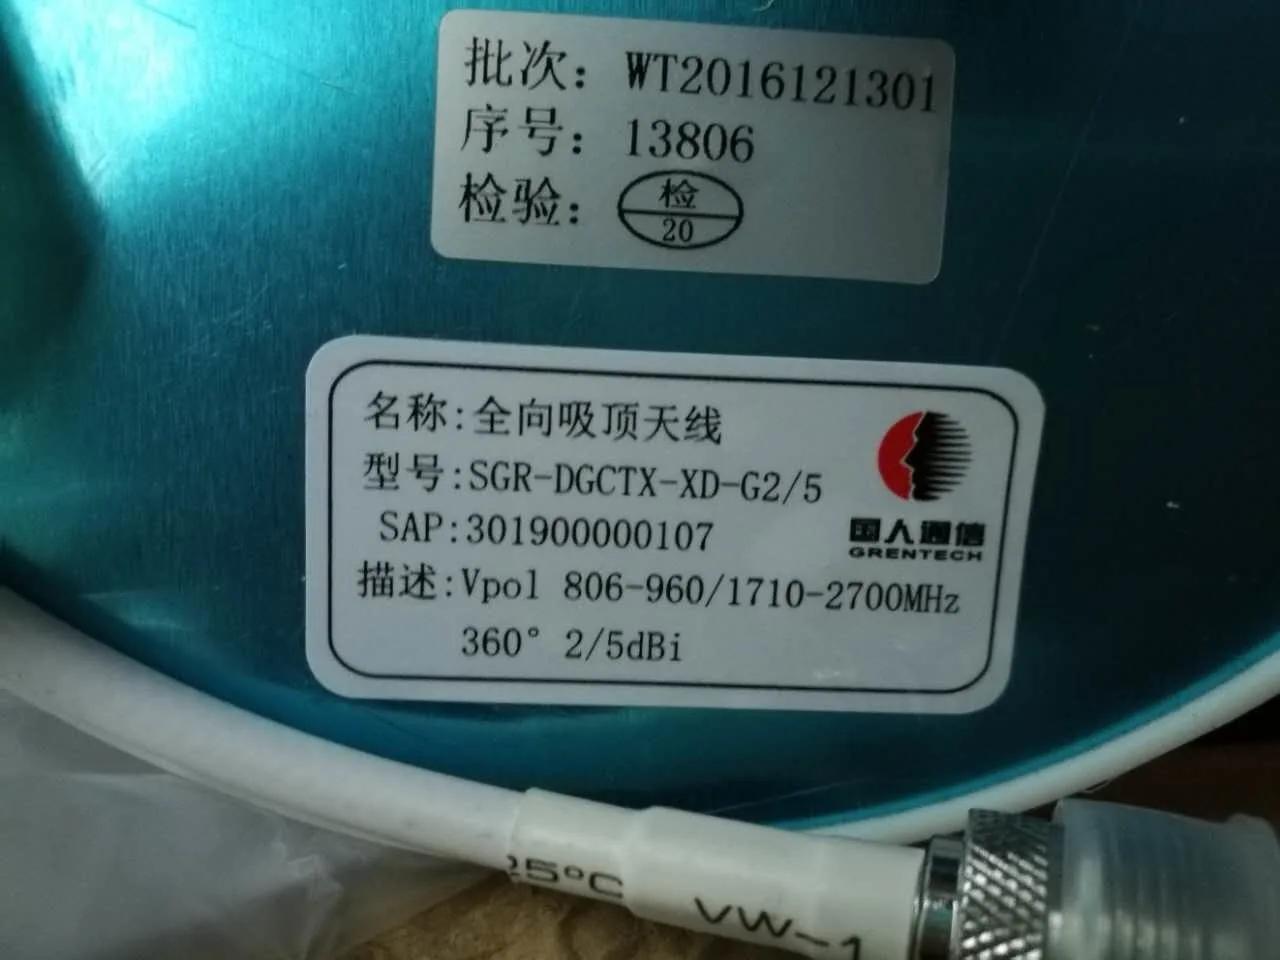 批次：WT2016121301
序号：13806
检验：检
20
名称:全向吸顶天线
型号:SGR-DGCTX-XD-G2/5
SAP:301900000107
描述:Vpol 806-960/1710-2700MHz
360° 2/5dBi
国人通信
GRENTECH
25℃ VW-1